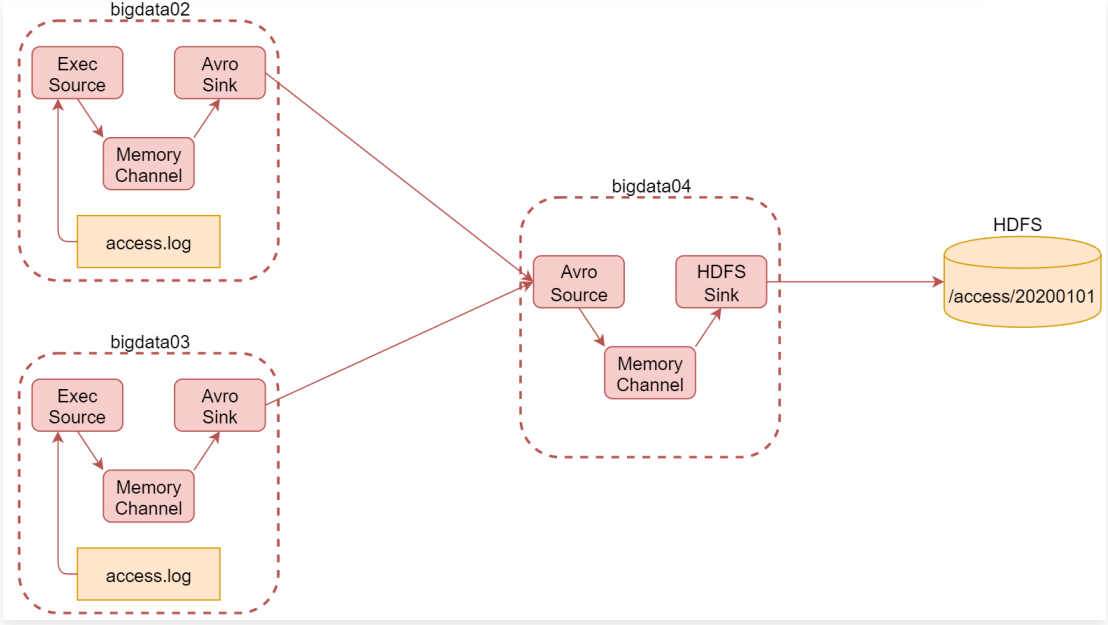 bigdata02
Exec
Source
Avro
Sink
Memory
Channel
access.log
bigdata03
Exec
Source
Avro
Sink
Memory
Channel
access.log
bigdata04
Avro
Source
HDFS
Sink
Memory
Channel
HDFS
/access/20200101